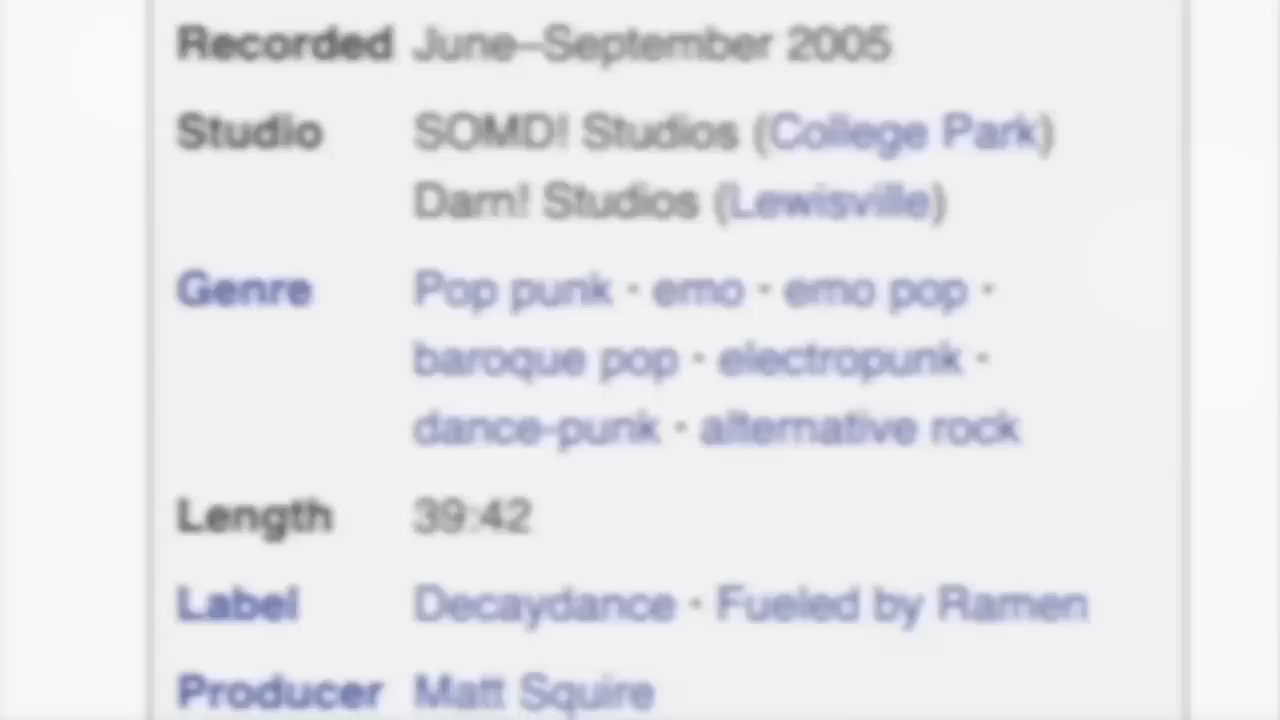 Recorded June–September 2005
Studio SOMD! Studios (College Park)
Darn! Studios (Lewisville)
Genre Pop punk · emo · emo pop ·
baroque pop · electropunk ·
dance-punk · alternative rock
Length 39:42
Label Decaydance · Fueled by Ramen
Producer Matt Squire